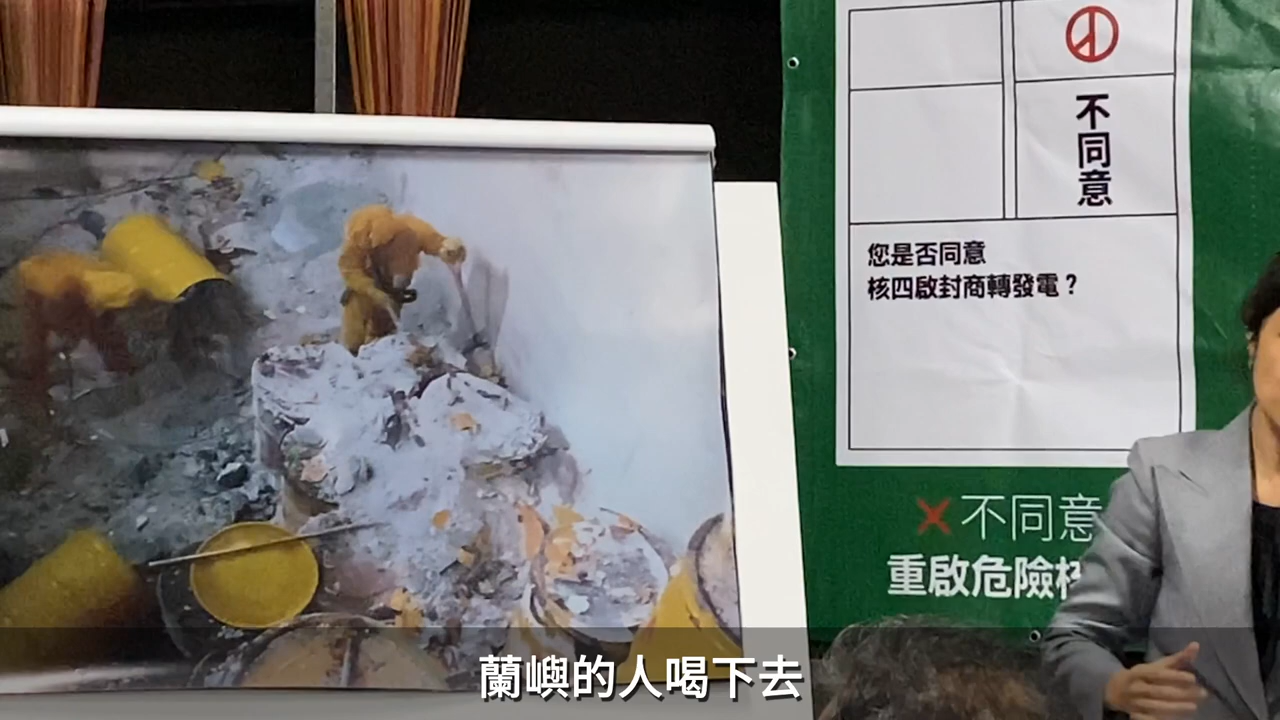 不同意
您是否同意
核四啟封商轉發電？
不同意
重啟危險
蘭嶼的人喝下去